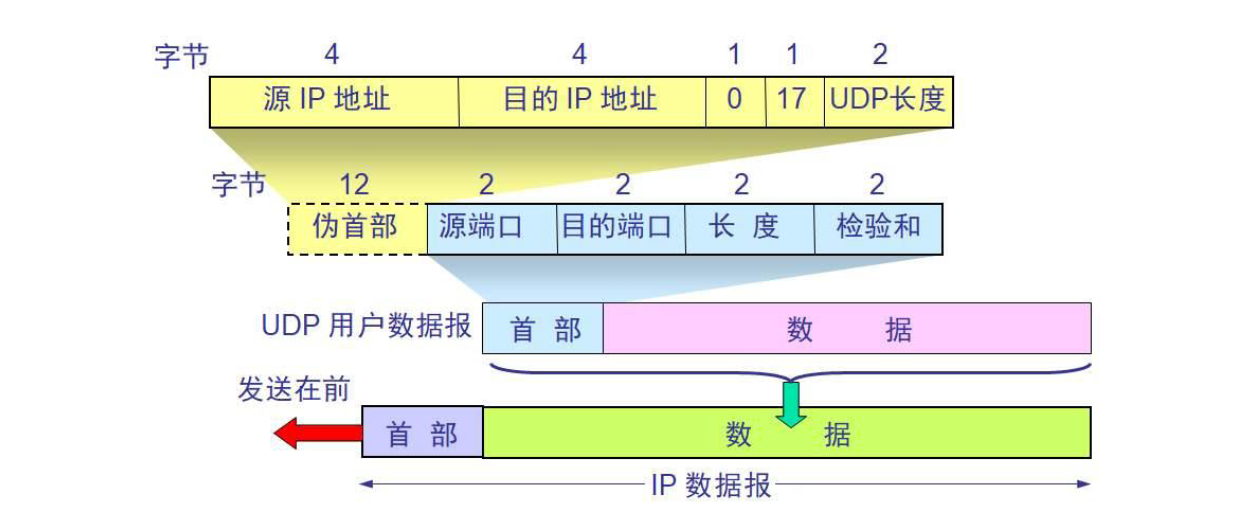 字节 4 4 1 1 2
源 IP 地址 目的 IP 地址 0 17 UDP长度
字节 12 2 2 2 2
伪首部 源端口 目的端口 长 度 检验和
UDP 用户数据报 首 部 数 据
发送在前
首 部 数 据
IP 数据报